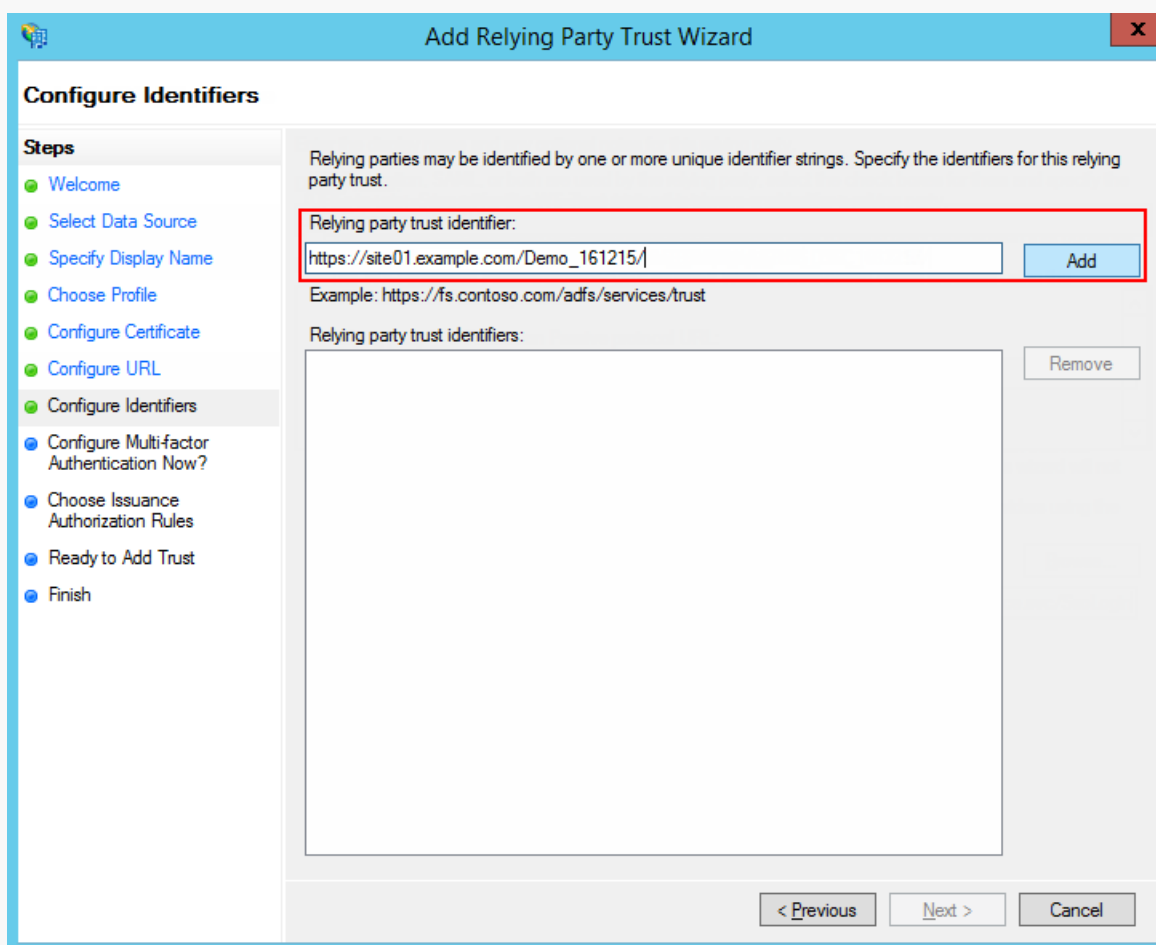 Add Relying Party Trust Wizard
x
Configure Identifiers
Steps
Welcome
Select Data Source
Specify Display Name
Choose Profile
Configure Certificate
Configure URL
Configure Identifiers
Configure Multi-factor
Authentication Now?
Choose Issuance
Authorization Rules
Ready to Add Trust
Finish
Relying parties may be identified by one or more unique identifier strings. Specify the identifiers for this relying
party trust.
Relying party trust identifier:
https://site01.example.com/Demo_161215/
Add
Example: https://fs.contoso.com/adfs/services/trust
Relying party trust identifiers:
Remove
< Previous
Next >
Cancel